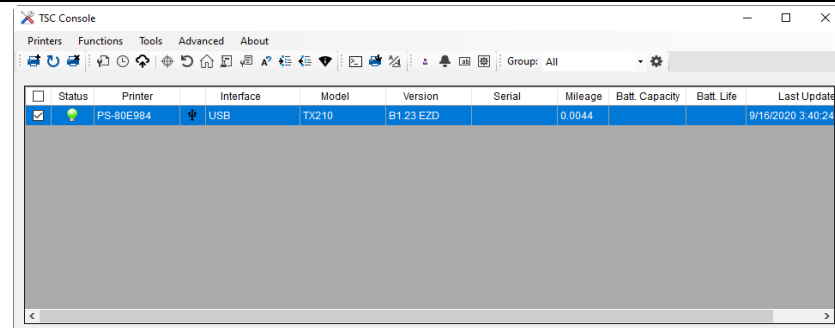 TSC Console
Printers Functions Tools Advanced About
Group: All
Status Printer Interface Model Version Serial Mileage Batt. Capacity Batt. Life Last Update
PS-80E984 USB TX210 B1.23 EZD 0.0044 9/16/2020 3:40:24